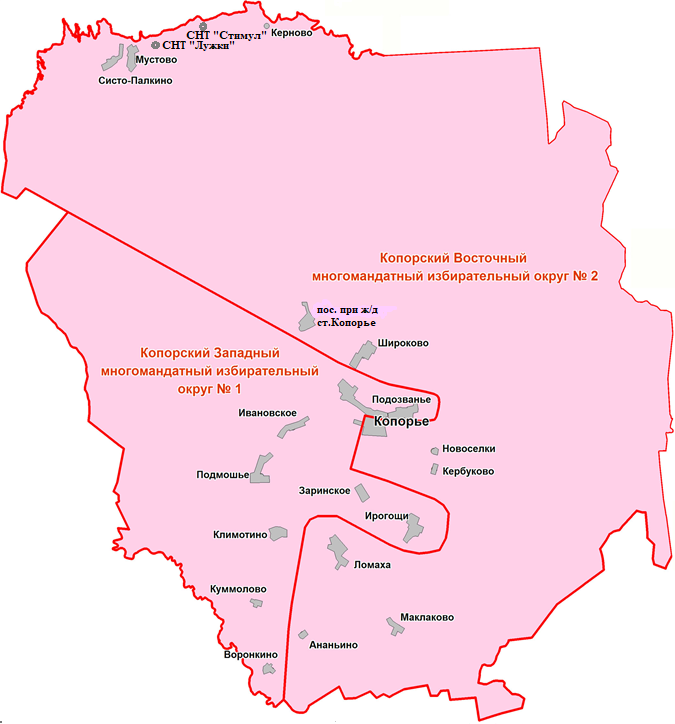 СНТ "Стимул"
Керново
СНТ "Лужки"
Мустово
Систо-Палкино
Копорский Восточный
многомандатный избирательный округ № 2
пос. при ж/д
ст.Копорье
Широково
Копорский Западный
многомандатный избирательный
округ № 1
Подозванье
Ивановское
Копорье
Новоселки
Кербуково
Подмошье
Заринское
Ирогощи
Климотино
Ломаха
Куммолово
Маклаково
Ананьино
Воронкино